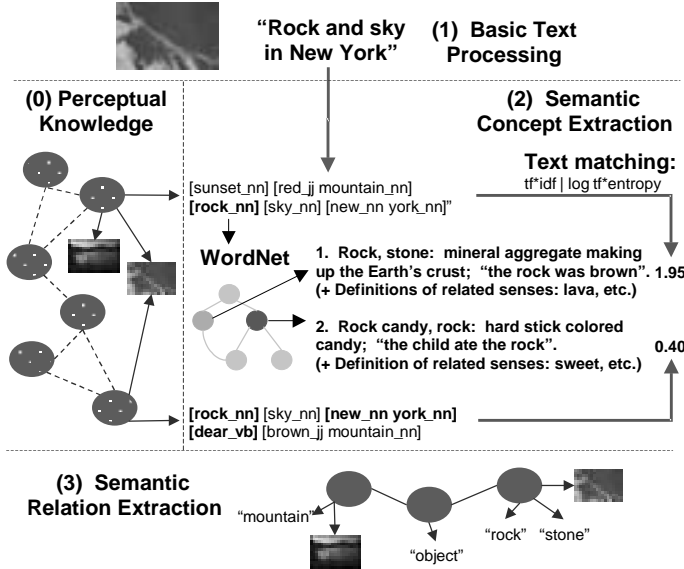 “Rock and sky
in New York”
(1)  Basic Text
Processing
(0) Perceptual
Knowledge
(2)  Semantic
Concept Extraction
Text matching:
tf*idf | log tf*entropy
[sunset_nn] [red_jj mountain_nn]
[rock_nn] [sky_nn] [new_nn york_nn]”
WordNet
1.  Rock, stone:  mineral aggregate making
up the Earth’s crust;  “the rock was brown”.
(+ Definitions of related senses: lava, etc.)
1.95
2.  Rock candy, rock:  hard stick colored
candy;  “the child ate the rock”.
(+ Definition of related senses: sweet, etc.)
0.40
[rock_nn] [sky_nn] [new_nn york_nn]
[dear_vb] [brown_jj mountain_nn]
(3)  Semantic
Relation Extraction
“mountain”
“object”
“rock”
“stone”